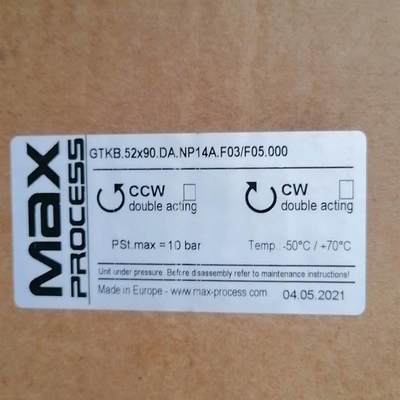 Max
PROCESS
GTKB.52x90.DA.NP14A.F03/F05.000
CCW
double acting
CW
double acting
PSt.max = 10 bar
Temp. -50°C / +70°C
Unit under pressure. Before disassembly refer to maintenance instructions!
Made in Europe - www.max-process.com
04.05.2021